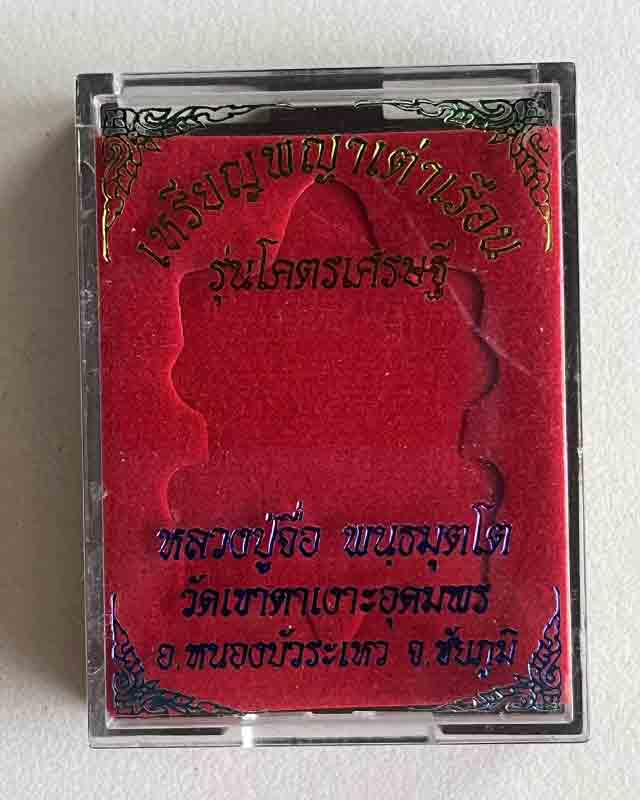 เหรียญพญาเต่าเรือน
รุ่นโคตรเศรษฐี
หลวงปู่จื่อ พนฺธมุตฺโต
วัดเขาตาเงาะอุดมพร
อ.หนองบัวระเหว จ.ชัยภูมิ